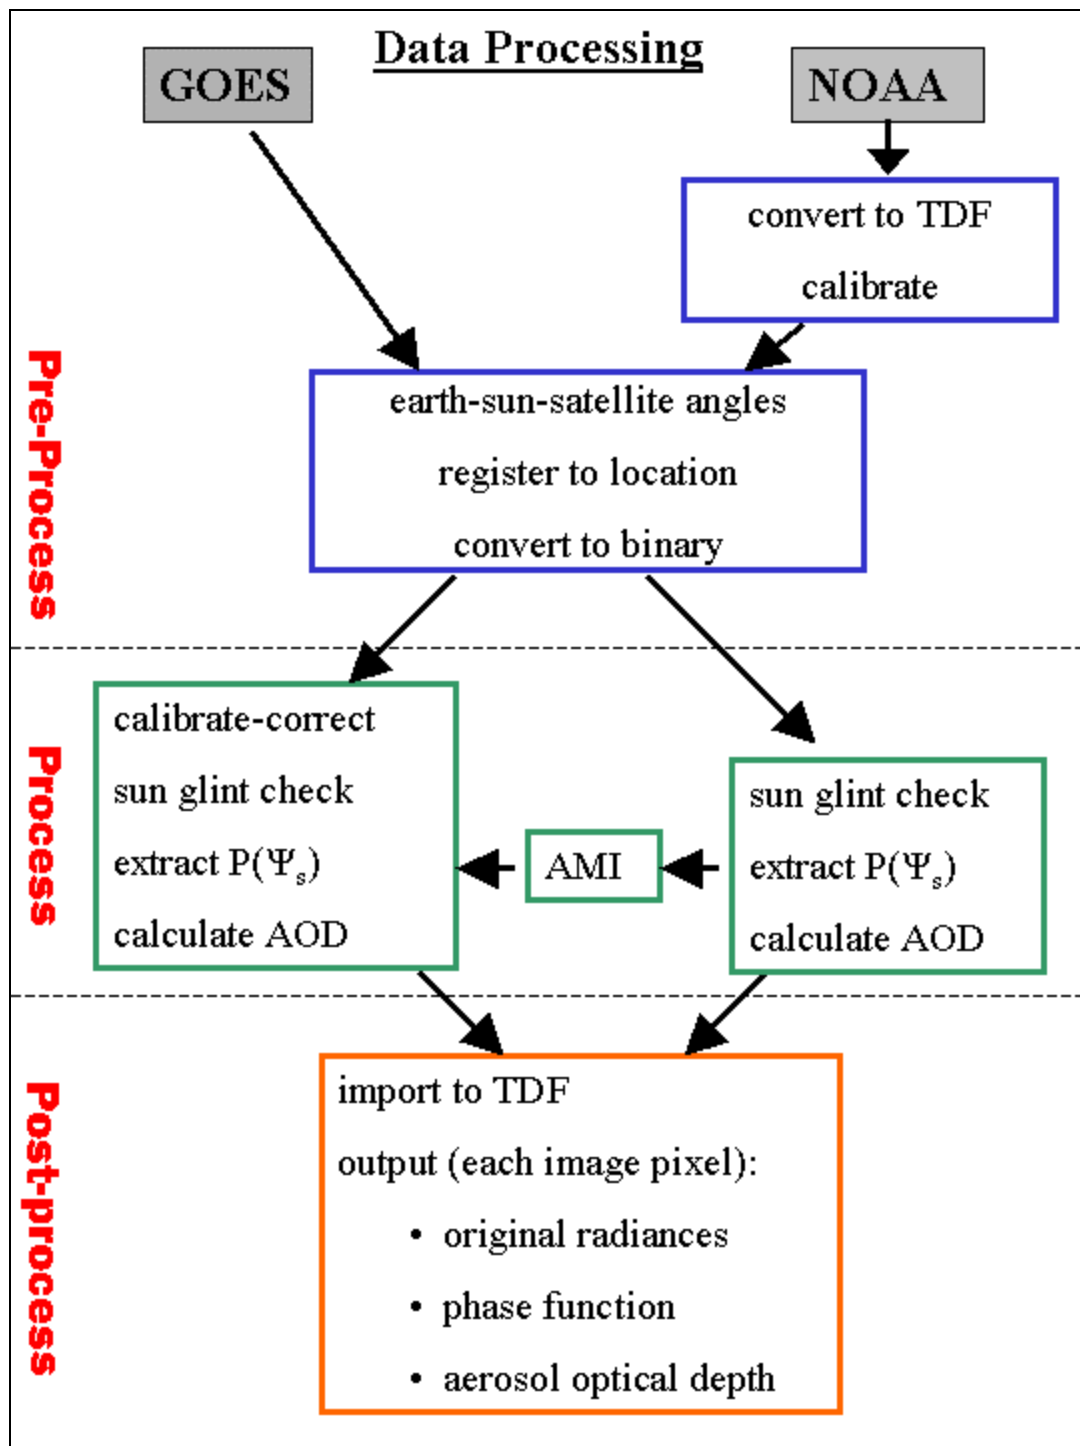 Data Processing
GOES
NOAA
convert to TDF
calibrate
Pre-Process
earth-sun-satellite angles
register to location
convert to binary
Process
calibrate-correct
sun glint check
extract P(Ψs)
calculate AOD
AMI
sun glint check
extract P(Ψs)
calculate AOD
Post-process
import to TDF
output (each image pixel):
• original radiances
• phase function
• aerosol optical depth